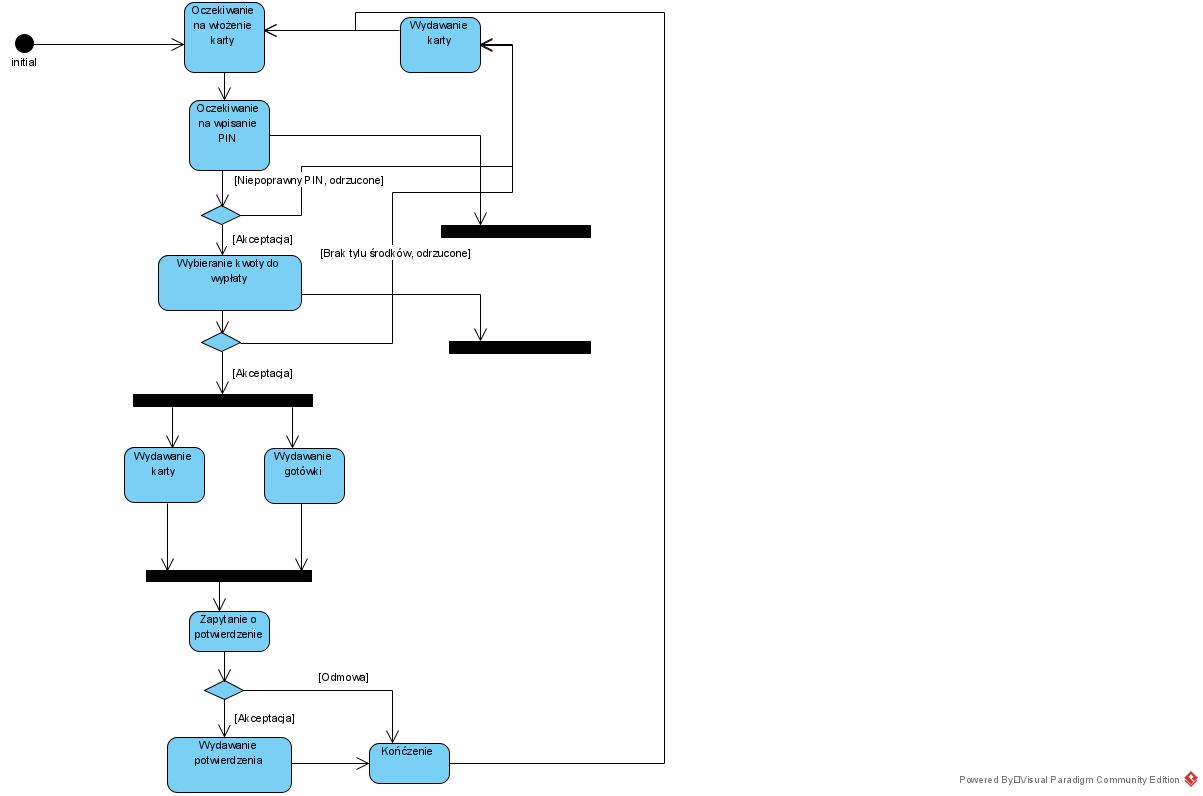 Oczekiwanie
na włożenie
karty
Wydawanie
karty
initial
Oczekiwanie
na wpisanie
PIN
[Niepoprawny PIN, odrzucone]
[Akceptacja]
[Brak tylu środków, odrzucone]
Wybieranie kwoty do
wypłaty
[Akceptacja]
Wydawanie
karty
Wydawanie
gotówki
Zapytanie o
potwierdzenie
[Odmowa]
[Akceptacja]
Wydawanie
potwierdzenia
Kończenie
Powered By□Visual Paradigm Community Edition